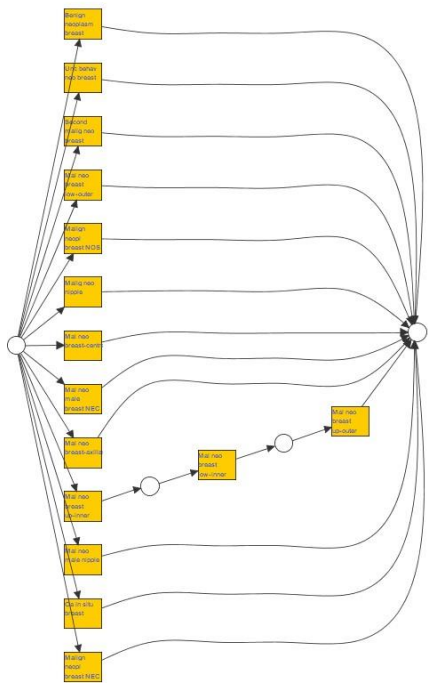 Benign
neoplasm
breast
Unc behav
neo breast
Second
malig neo
breast
Mal neo
breast
low-outer
Malign
neopl
breast NOS
Malig neo
nipple
Mal neo
breast-centr
Mal neo
male
breast NEC
Mal neo
breast-axilla
Mal neo
breast
up-outer
Mal neo
breast
low-inner
Mal neo
breast
up-inner
Mal neo
male nipple
Ca in situ
breast
Malign
neopl
breast NEC